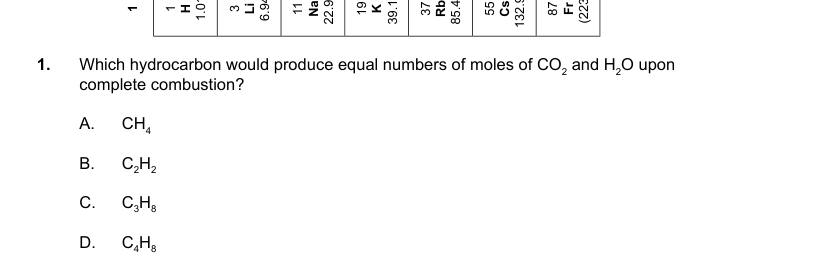 1
1 H 1.0
3 Li 6.9
11 Na 22.9
19 K 39.1
37 Rb 85.4
55 Cs 132.9
87 Fr (223
1. Which hydrocarbon would produce equal numbers of moles of CO₂ and H₂O upon
complete combustion?
A. CH₄
B. C₂H₂
C. C₃H₈
D. C₄H₈